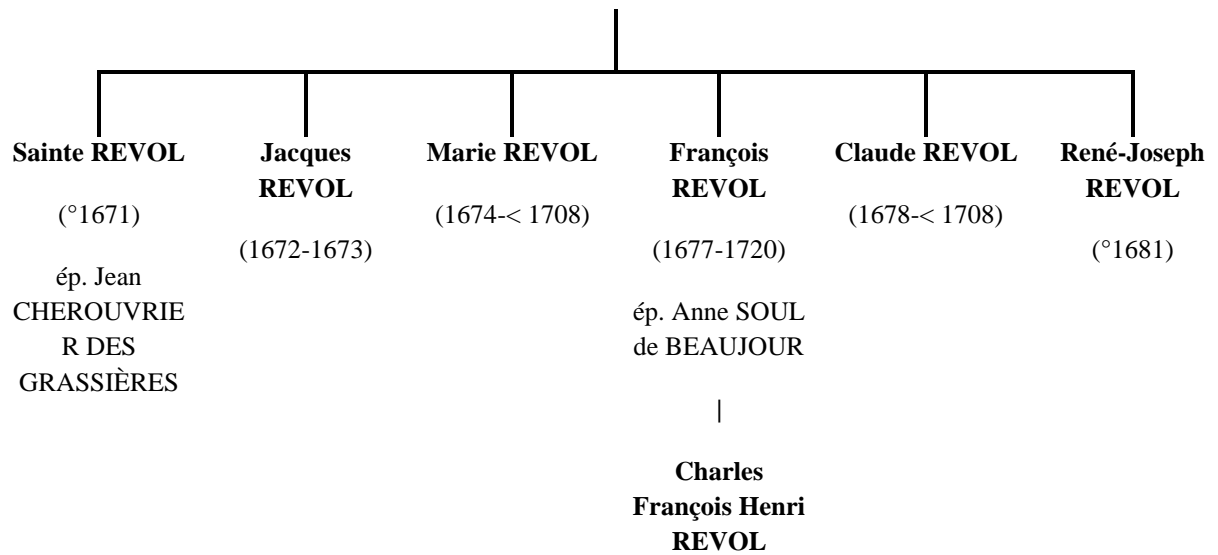 Sainte REVOL
(°1671)
ép. Jean
CHEROUVRIE
R DES
GRASSIÈRES
Jacques
REVOL
(1672-1673)
Marie REVOL
(1674-< 1708)
François
REVOL
(1677-1720)
ép. Anne SOUL
de BEAUJOUR
|
Charles
François Henri
REVOL
Claude REVOL
(1678-< 1708)
René-Joseph
REVOL
(°1681)